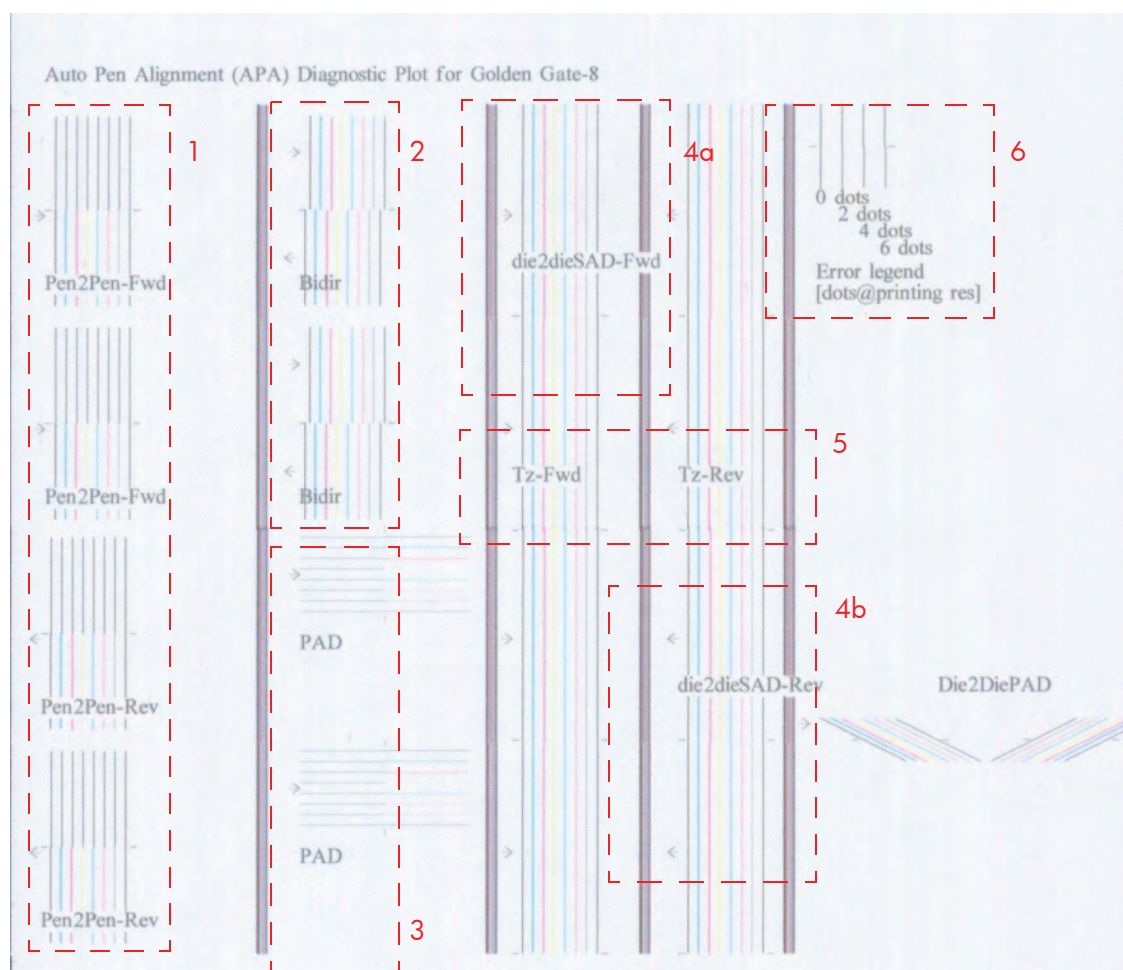 Auto Pen Alignment (APA) Diagnostic Plot for Golden Gate-8
1
2
4a
6
0 dots
2 dots
4 dots
6 dots
Error legend
[dots@printing res]
Pen2Pen-Fwd
Bidir
die2dieSAD-Fwd
5
Pen2Pen-Fwd
Bidir
Tz-Fwd
Tz-Rev
4b
PAD
Pen2Pen-Rev
die2dieSAD-Rev
Die2DiePAD
PAD
Pen2Pen-Rev
3